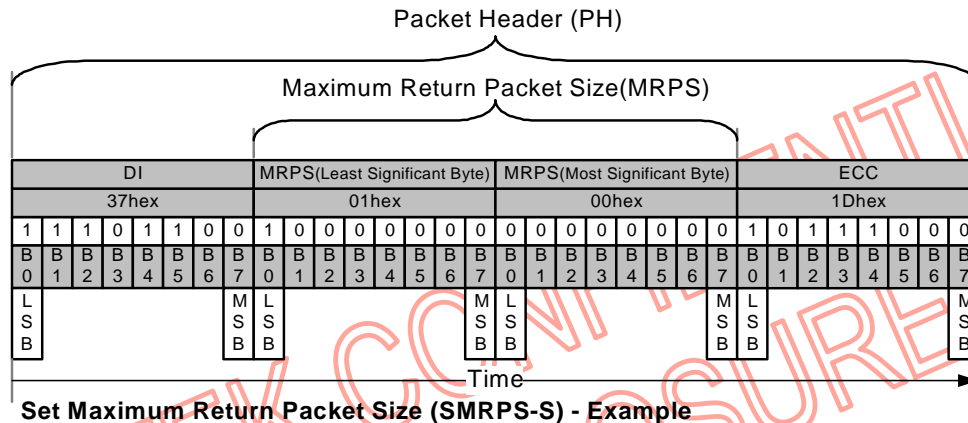 Packet Header (PH)
Maximum Return Packet Size(MRPS)
DI MRPS(Least Significant Byte) MRPS(Most Significant Byte) ECC
37hex 01hex 00hex 1Dhex
1 1 1 0 1 1 0 0 1 0 0 0 0 0 0 0 0 0 0 0 0 0 0 0 1 0 1 1 1 0 0 0
B0 B1 B2 B3 B4 B5 B6 B7 B0 B1 B2 B3 B4 B5 B6 B7 B0 B1 B2 B3 B4 B5 B6 B7 B0 B1 B2 B3 B4 B5 B6 B7
LSB MSB LSB MSB LSB MSB LSB MSB
Time
Set Maximum Return Packet Size (SMRPS-S) - Example